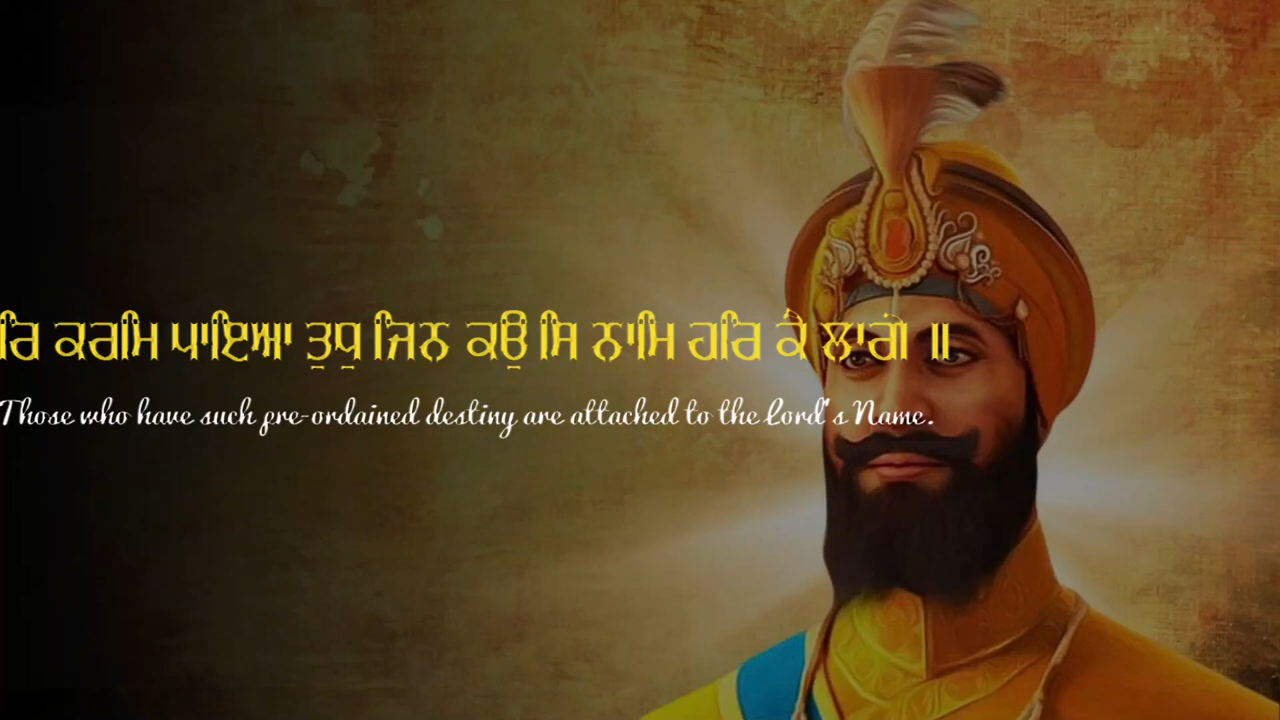 ਰਿ ਕਰਮਿ ਪਾਇਆ ਤੁਧੁ ਜਿਨ ਕਉ ਸਿ ਨਾਮਿ ਹਰਿ ਕੈ ਲਾਗੇ ॥
Those who have such pre-ordained destiny are attached to the Lord's Name.